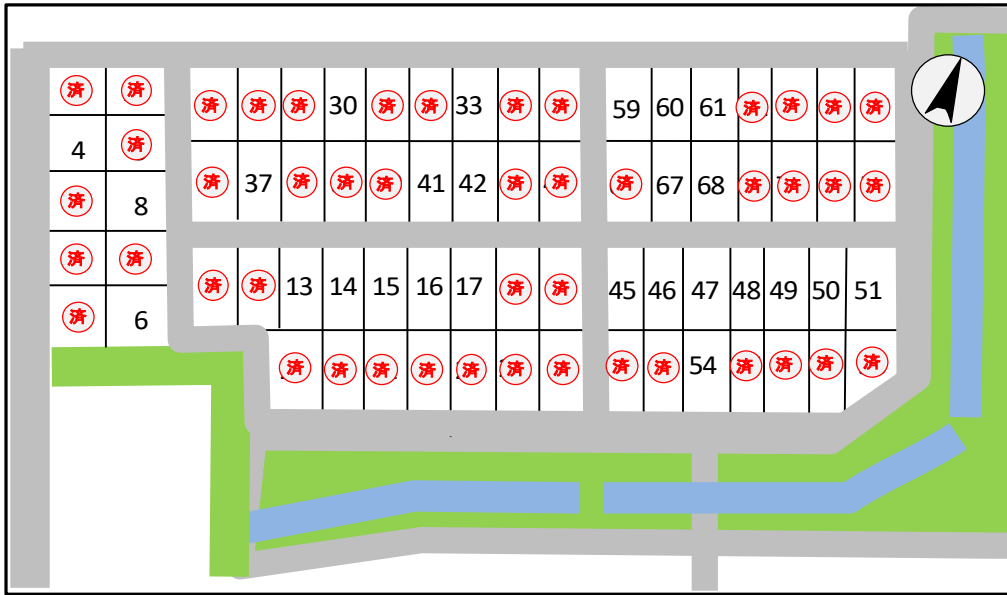 済 済 済 済 済 30 済 済 33 済 済 59 60 61 済 済 済 済
4 済
済 8 済 37 済 済 済 41 42 済 済 済 67 68 済 済 済 済
済 済 済 済 13 14 15 16 17 済 済 45 46 47 48 49 50 51
済 6
済 済 済 済 済 済 済 済 済 54 済 済 済 済